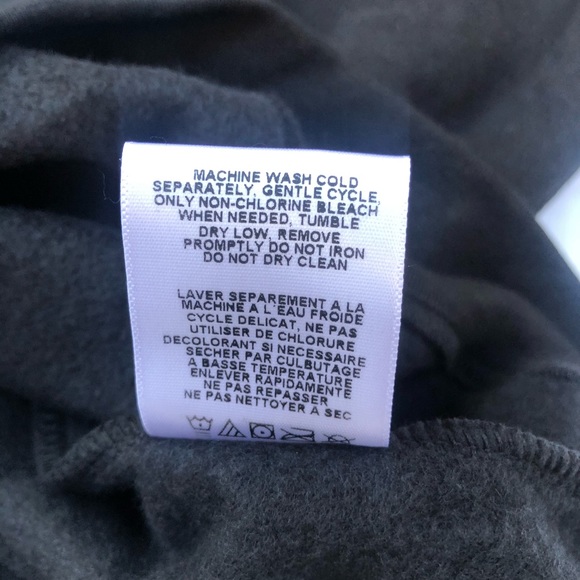 MACHINE WASH COLD
SEPARATELY, GENTLE CYCLE,
ONLY NON-CHLORINE BLEACH
WHEN NEEDED, TUMBLE
DRY LOW, REMOVE
PROMPTLY DO NOT IRON
DO NOT DRY CLEAN
LAVER SEPAREMENT A LA
MACHINE A L'EAU FROIDE
CYCLE DELICAT, NE PAS
UTILISER DE CHLORURE
DECOLORANT SI NECESSAIRE
SECHER PAR CULBUTAGE
A BASSE TEMPERATURE
ENLEVER RAPIDAMENTE
NE PAS REPASSER
NE PAS NETTOYER A SEC